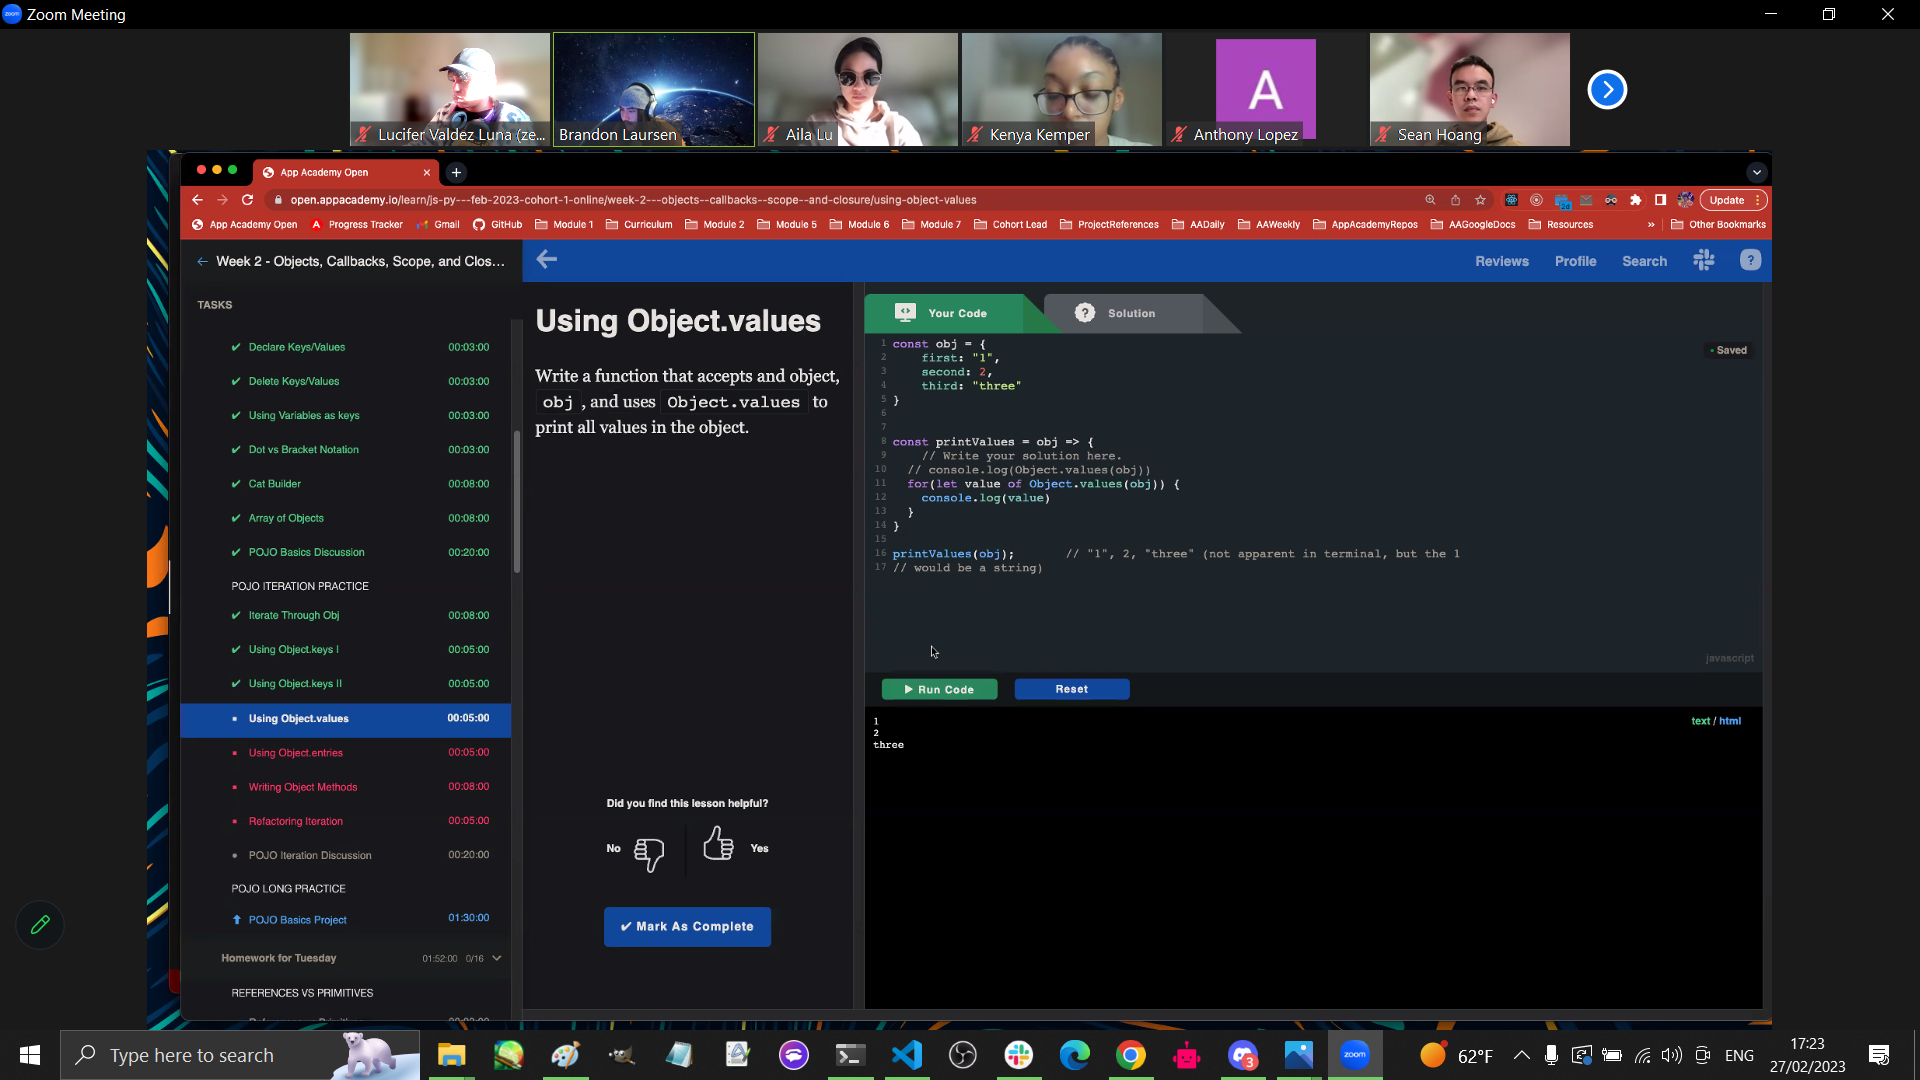 Zoom Meeting
Lucifer Valdez Luna (ze...
Brandon Laursen
Aila Lu
Kenya Kemper
A
Anthony Lopez
Sean Hoang
App Academy Open
open.appacademy.io/learn/js-py---feb-2023-cohort-1-online/week-2---objects--callbacks--scope--and-closure/using-object-values
Update
App Academy Open
Progress Tracker
Gmail
GitHub
Module 1
Curriculum
Module 2
Module 5
Module 6
Module 7
Cohort Lead
ProjectReferences
AADaily
AAWeekly
AppAcademyRepos
AAGoogleDocs
Resources
»
Other Bookmarks
Week 2 - Objects, Callbacks, Scope, and Clos...
Reviews
Profile
Search
?
TASKS
Declare Keys/Values 00:03:00
Delete Keys/Values 00:03:00
Using Variables as keys 00:03:00
Dot vs Bracket Notation 00:03:00
Cat Builder 00:08:00
Array of Objects 00:08:00
POJO Basics Discussion 00:20:00
POJO ITERATION PRACTICE
Iterate Through Obj 00:08:00
Using Object.keys I 00:05:00
Using Object.keys II 00:05:00
Using Object.values 00:05:00
Using Object.entries 00:05:00
Writing Object Methods 00:08:00
Refactoring Iteration 00:05:00
POJO Iteration Discussion 00:20:00
POJO LONG PRACTICE
POJO Basics Project 01:30:00
Homework for Tuesday 01:52:00 0/16
REFERENCES VS PRIMITIVES
Using Object.values
Write a function that accepts and object,
obj , and uses Object.values to
print all values in the object.
Did you find this lesson helpful?
No
Yes
✔ Mark As Complete
Your Code
? Solution
Saved
1 const obj = {
2 first: "1",
3 second: 2,
4 third: "three"
5 }
6
7
8 const printValues = obj => {
9 // Write your solution here.
10 // console.log(Object.values(obj))
11 for(let value of Object.values(obj)) {
12 console.log(value)
13 }
14 }
15
16 printValues(obj); // "1", 2, "three" (not apparent in terminal, but the 1
17 // would be a string)
javascript
Run Code
Reset
1
2
three
text / html
Type here to search
zoom
3
62°F
ENG
17:23
27/02/2023